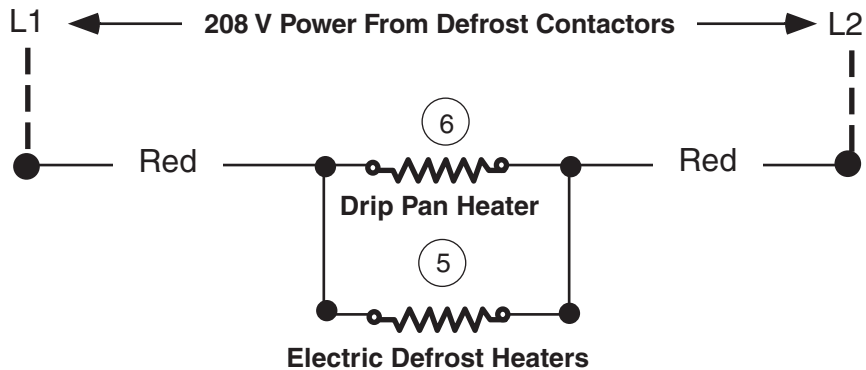 L1 208 V Power From Defrost Contactors L2
6
Red Red
Drip Pan Heater
5
Electric Defrost Heaters